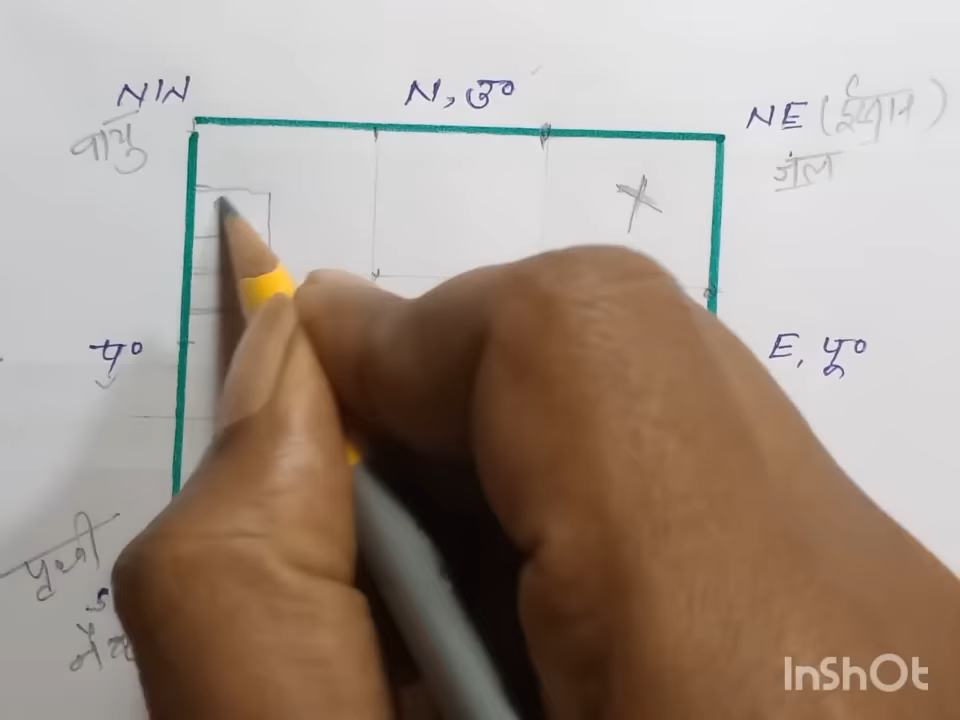 NW
N, उ०
NE (ईशान)
वायु
जल
प०
E, पू०
पृथ्वी
InShOt